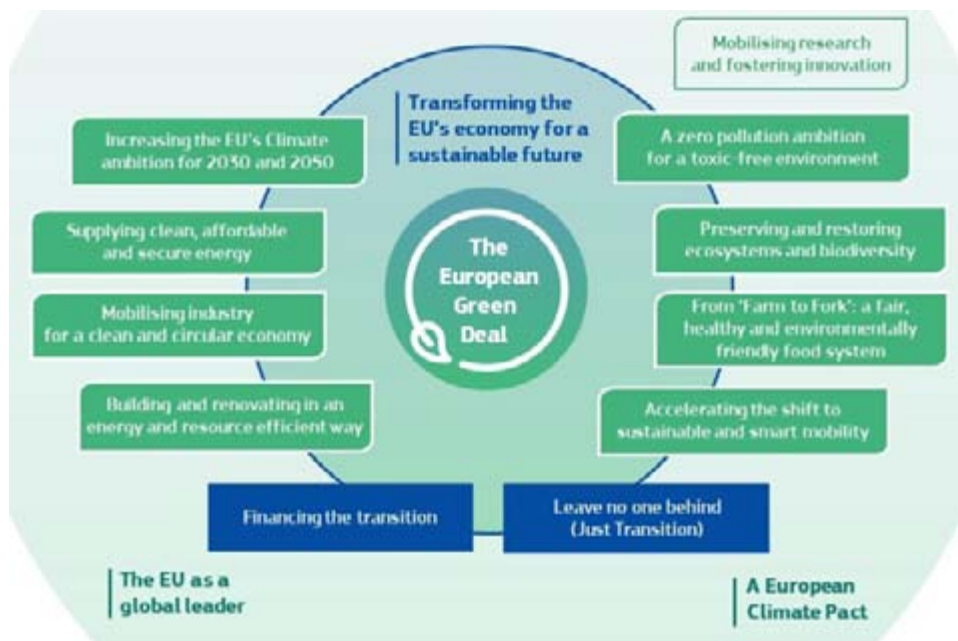 Mobilising research
and fostering innovation
Transforming the
EU's economy for a
sustainable future
Increasing the EU's Climate
ambition for 2030 and 2050
A zero pollution ambition
for a toxic-free environment
Supplying clean, affordable
and secure energy
Preserving and restoring
ecosystems and biodiversity
The
European
Green
Deal
Mobilising industry
for a clean and circular economy
From 'Farm to Fork': a fair,
healthy and environmentally
friendly food system
Building and renovating in an
energy and resource efficient way
Accelerating the shift to
sustainable and smart mobility
Financing the transition
Leave no one behind
(Just Transition)
The EU as a
global leader
A European
Climate Pact